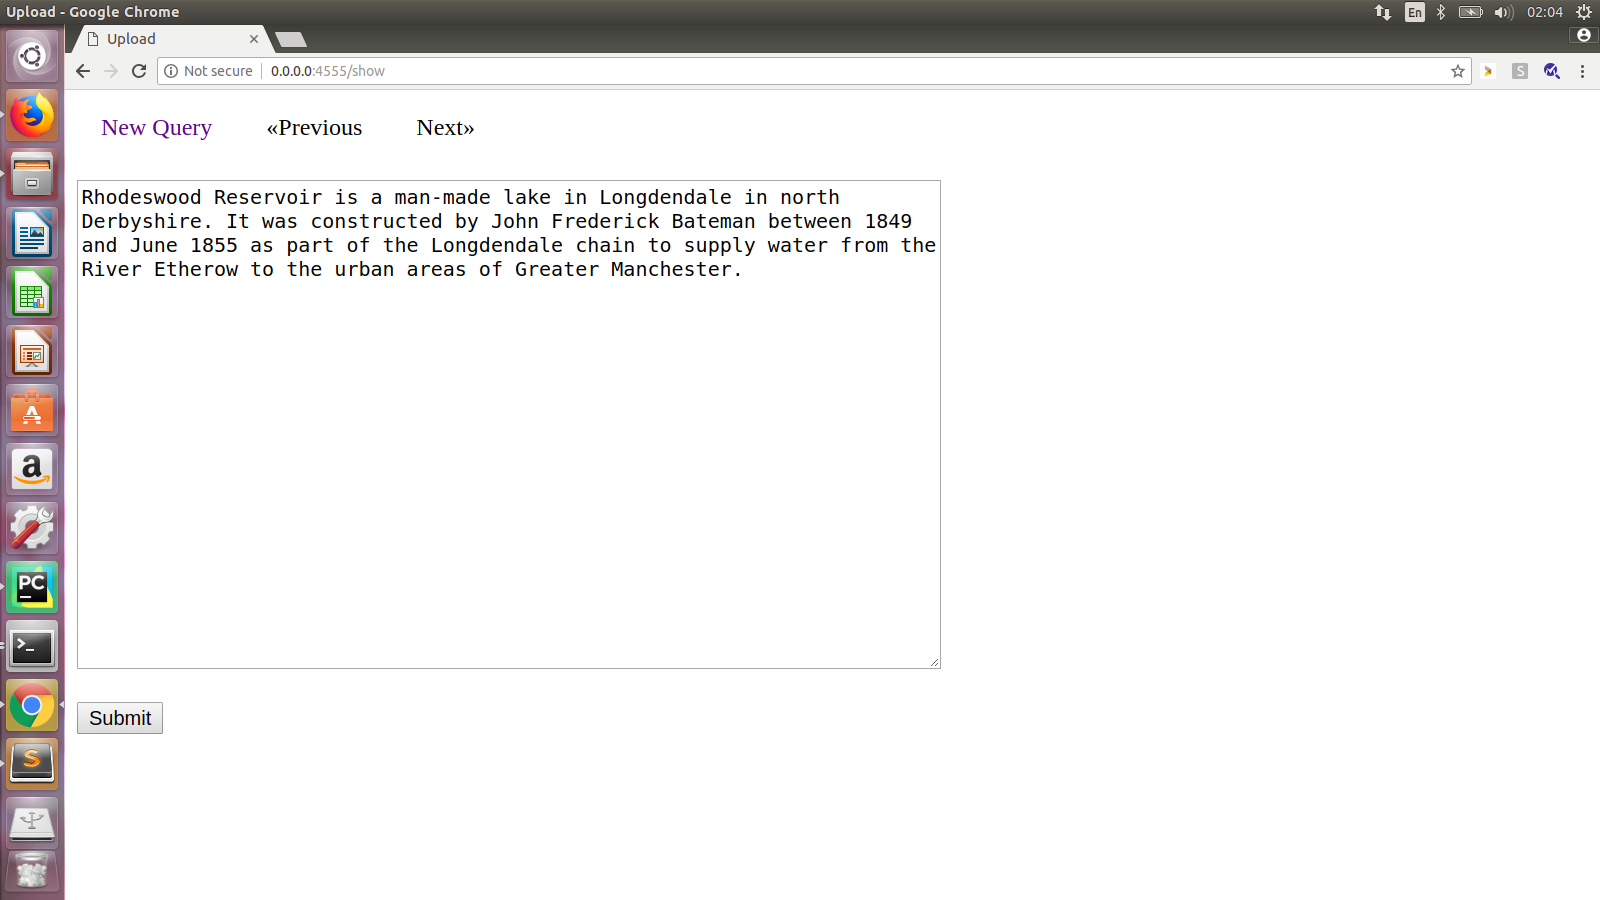 Upload - Google Chrome
En
02:04
Upload
Not secure
0.0.0.0:4555/show
S
New Query
«Previous
Next»
Rhodeswood Reservoir is a man-made lake in Longdendale in north
Derbyshire. It was constructed by John Frederick Bateman between 1849
and June 1855 as part of the Longdendale chain to supply water from the
River Etherow to the urban areas of Greater Manchester.
Submit
A
a
PC
>_
S